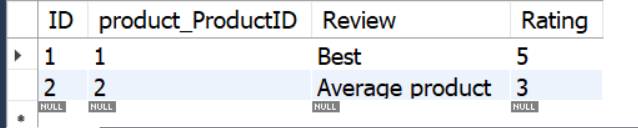 ID product_ProductID Review Rating
1 1 Best 5
2 2 Average product 3
NULL NULL NULL NULL